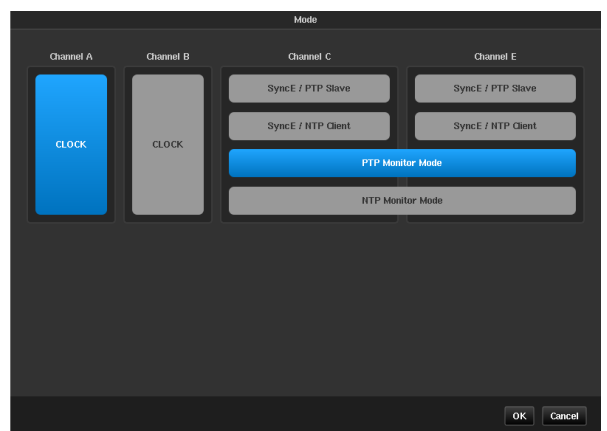 Mode
Channel A
Channel B
Channel C
Channel E
CLOCK
CLOCK
SyncE / PTP Slave
SyncE / PTP Slave
SyncE / NTP Client
SyncE / NTP Client
PTP Monitor Mode
NTP Monitor Mode
OK
Cancel